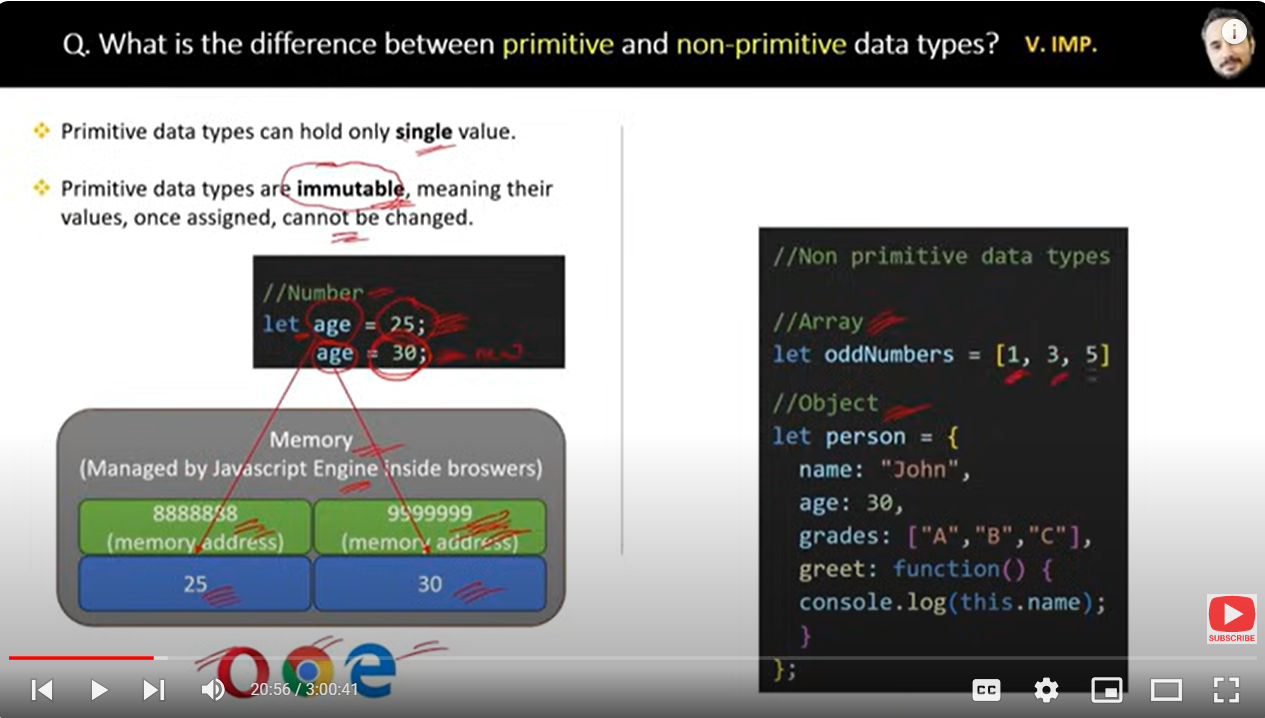 Q. What is the difference between primitive and non-primitive data types? V. IMP.
Primitive data types can hold only single value.
Primitive data types are immutable, meaning their
values, once assigned, cannot be changed.
//Number
let age = 25;
age = 30;
Memory
(Managed by Javascript Engine inside broswers)
8888888
(memory address)
9999999
(memory address)
25
30
//Non primitive data types
//Array
let oddNumbers = [1, 3, 5]
//Object
let person = {
name: "John",
age: 30,
grades: ["A","B","C"],
greet: function() {
console.log(this.name);
}
};
SUBSCRIBE
20:56 / 3:00:41
CC